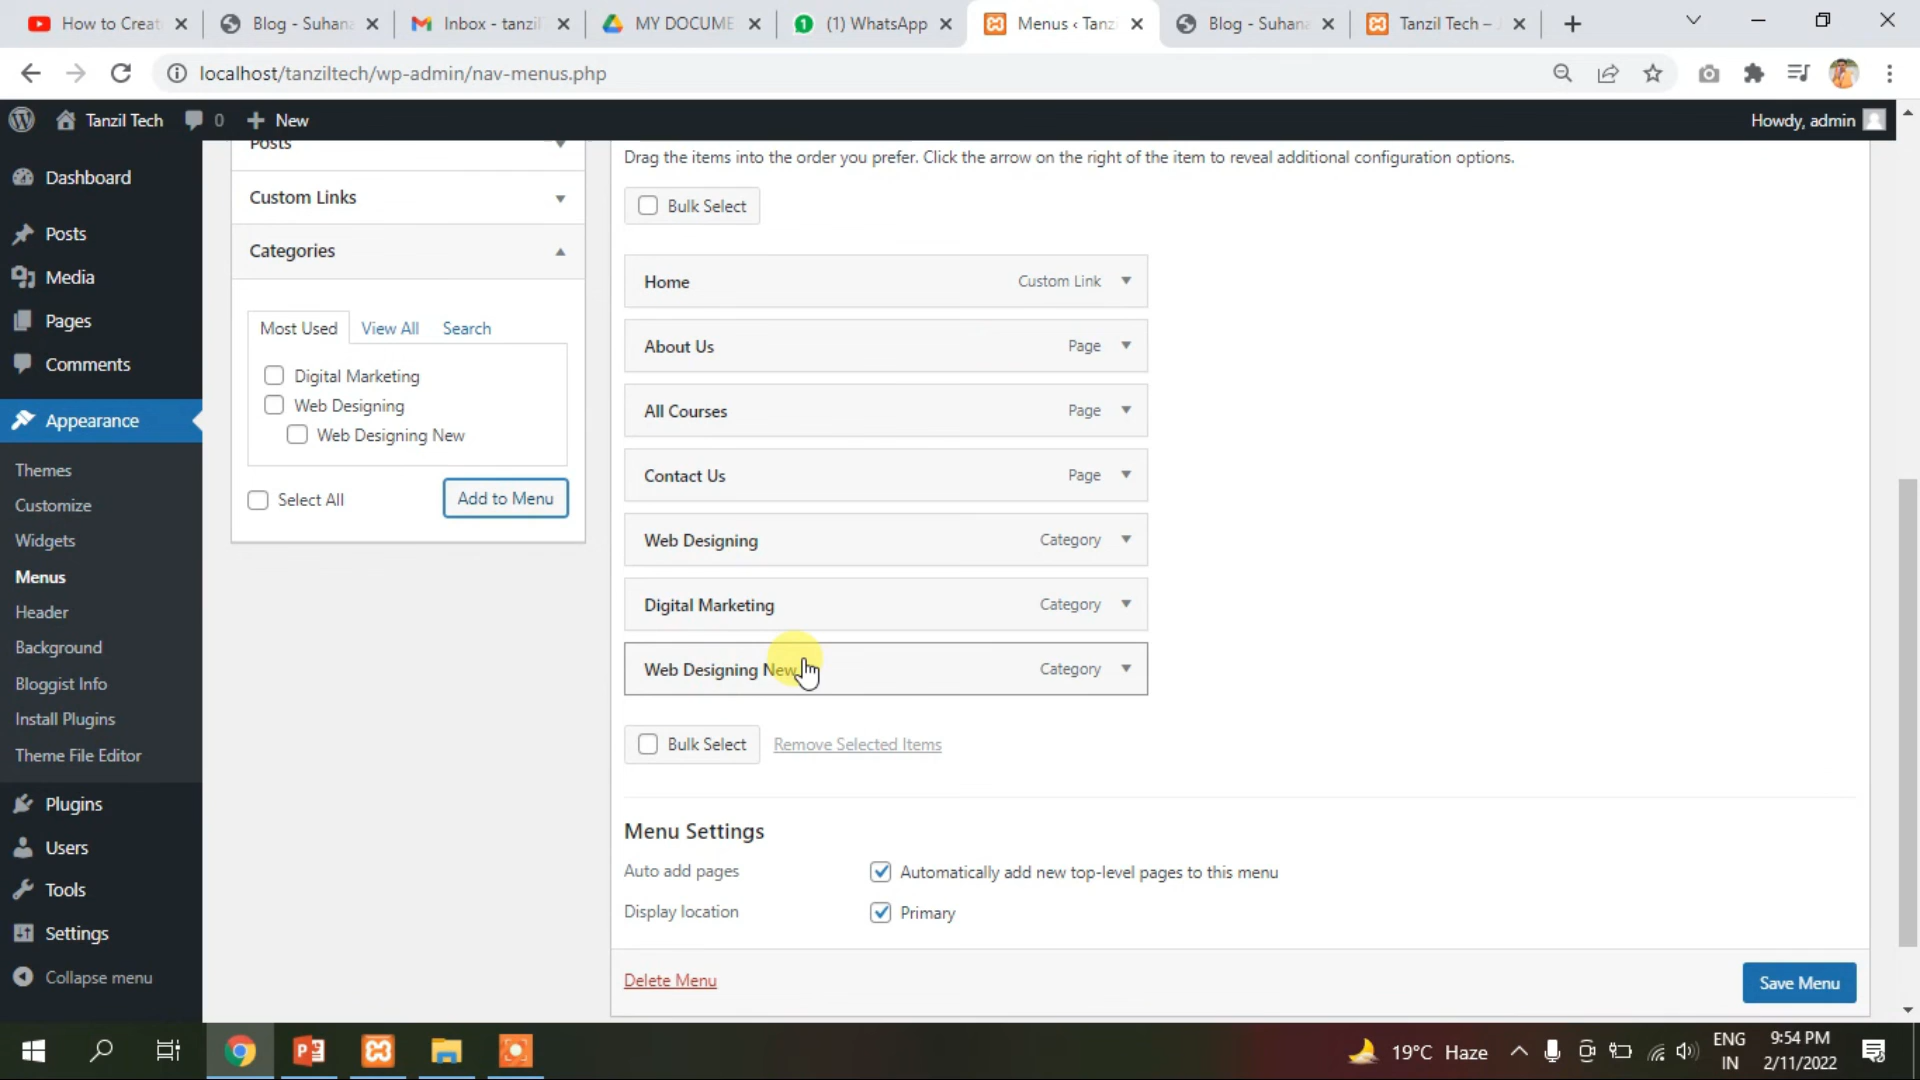 How to Creat
Blog - Suhana
Inbox - tanzil
MY DOCUME
(1) WhatsApp
Menus ‹ Tanz
Blog - Suhana
Tanzil Tech –
localhost/tanziltech/wp-admin/nav-menus.php
Tanzil Tech
0
New
Howdy, admin
Dashboard
Posts
Media
Pages
Comments
Appearance
Themes
Customize
Widgets
Menus
Header
Background
Bloggist Info
Install Plugins
Theme File Editor
Plugins
Users
Tools
Settings
Collapse menu
Posts
Custom Links
Categories
Most Used
View All
Search
Digital Marketing
Web Designing
Web Designing New
Select All
Add to Menu
Drag the items into the order you prefer. Click the arrow on the right of the item to reveal additional configuration options.
Bulk Select
Home Custom Link
About Us Page
All Courses Page
Contact Us Page
Web Designing Category
Digital Marketing Category
Web Designing New Category
Bulk Select
Remove Selected Items
Menu Settings
Auto add pages
Automatically add new top-level pages to this menu
Display location
Primary
Delete Menu
Save Menu
19°C Haze
ENG
IN
9:54 PM
2/11/2022